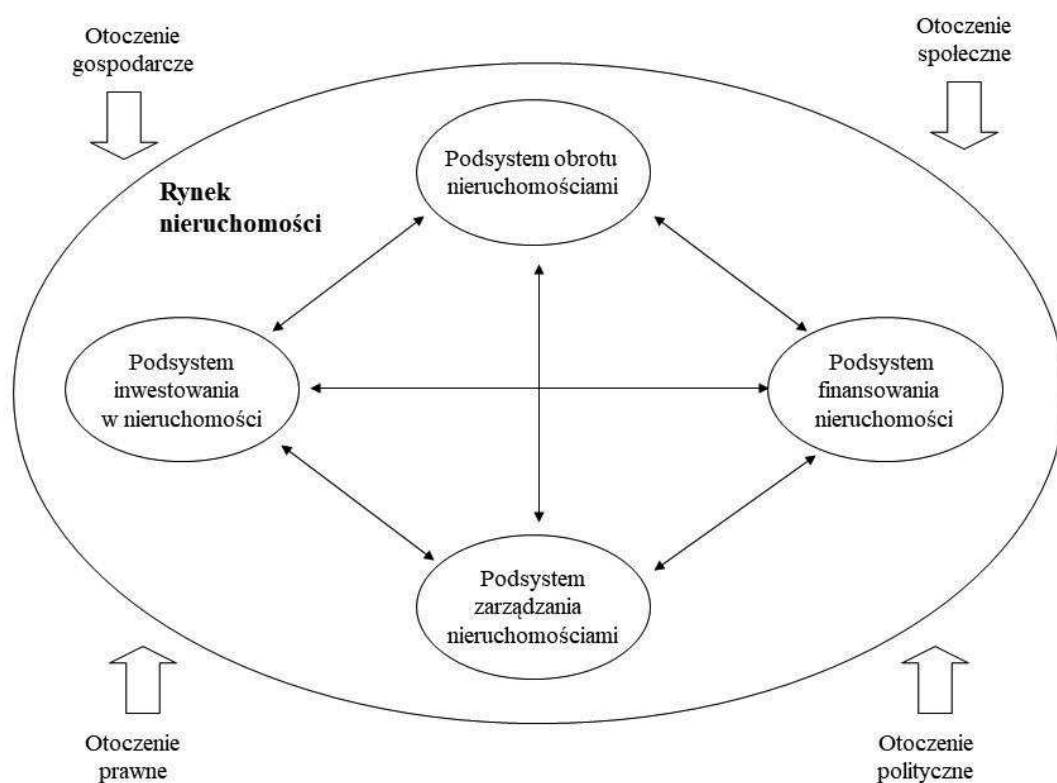 Otoczenie
gospodarcze
Otoczenie
społeczne
Rynek
nieruchomości
Podsystem obrotu
nieruchomościami
Podsystem
inwestowania
w nieruchomości
Podsystem
finansowania
nieruchomości
Podsystem
zarządzania
nieruchomościami
Otoczenie
prawne
Otoczenie
polityczne